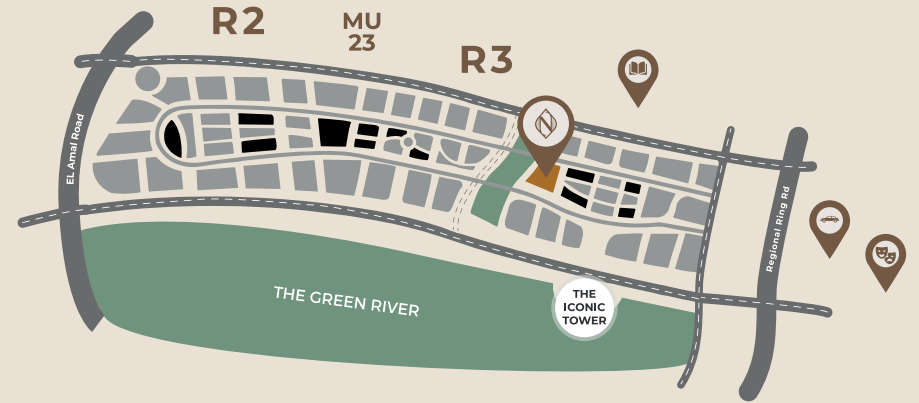 R2
MU
23
R3
N
EL Amal Road
Regional Ring Rd
THE GREEN RIVER
THE
ICONIC
TOWER